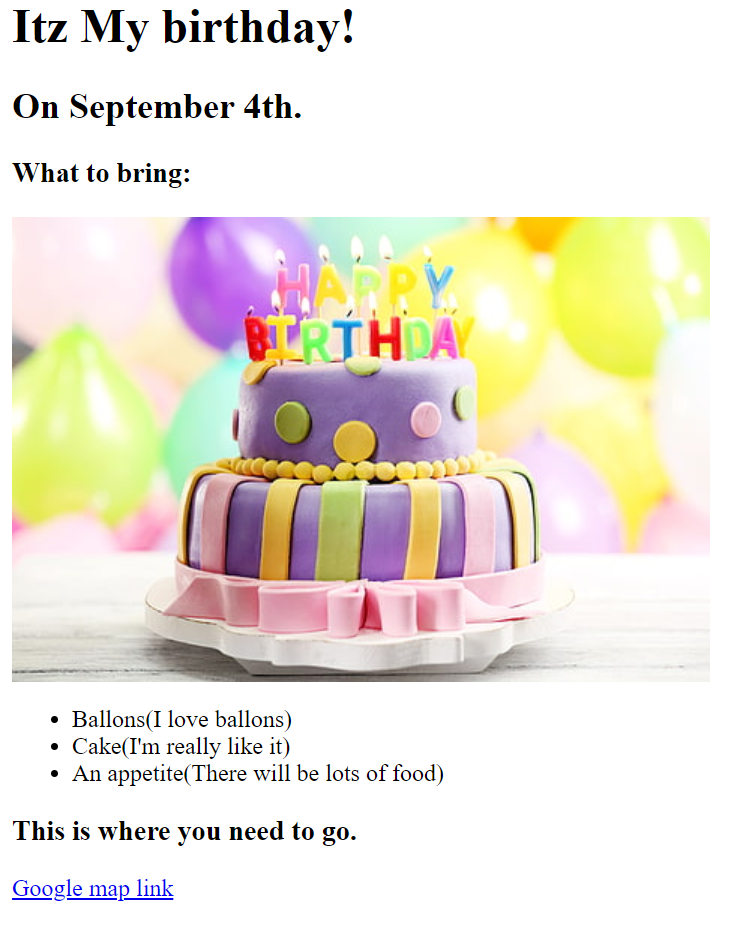 Itz My birthday!
On September 4th.
What to bring:
HAPPY
BIRTHDAY
Ballons(I love ballons)
Cake(I'm really like it)
An appetite(There will be lots of food)
This is where you need to go.
Google map link